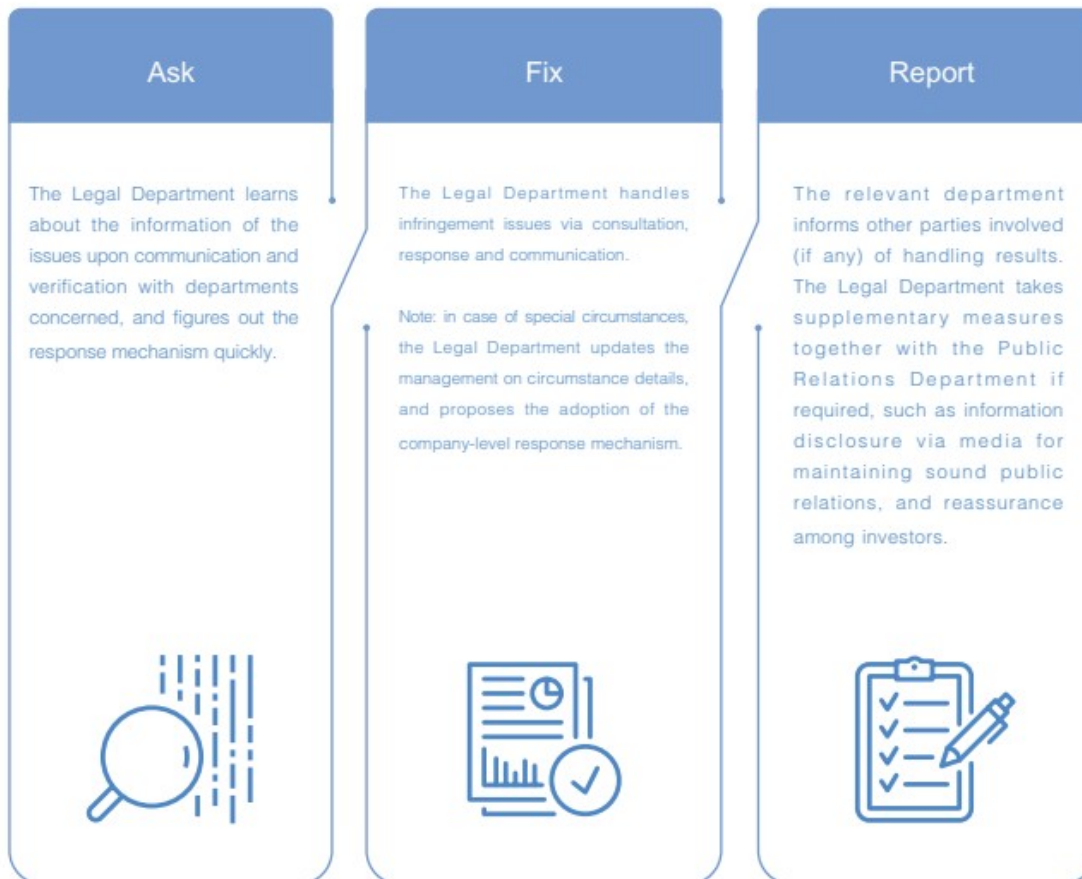 Ask
The Legal Department learns
about the information of the
issues upon communication and
verification with departments
concerned, and figures out the
response mechanism quickly.
Fix
The Legal Department handles
infringement issues via consultation,
response and communication.
Note: in case of special circumstances,
the Legal Department updates the
management on circumstance details,
and proposes the adoption of the
company-level response mechanism.
Report
The relevant department
informs other parties involved
(if any) of handling results.
The Legal Department takes
supplementary measures
together with the Public
Relations Department if
required, such as information
disclosure via media for
maintaining sound public
relations, and reassurance
among investors.